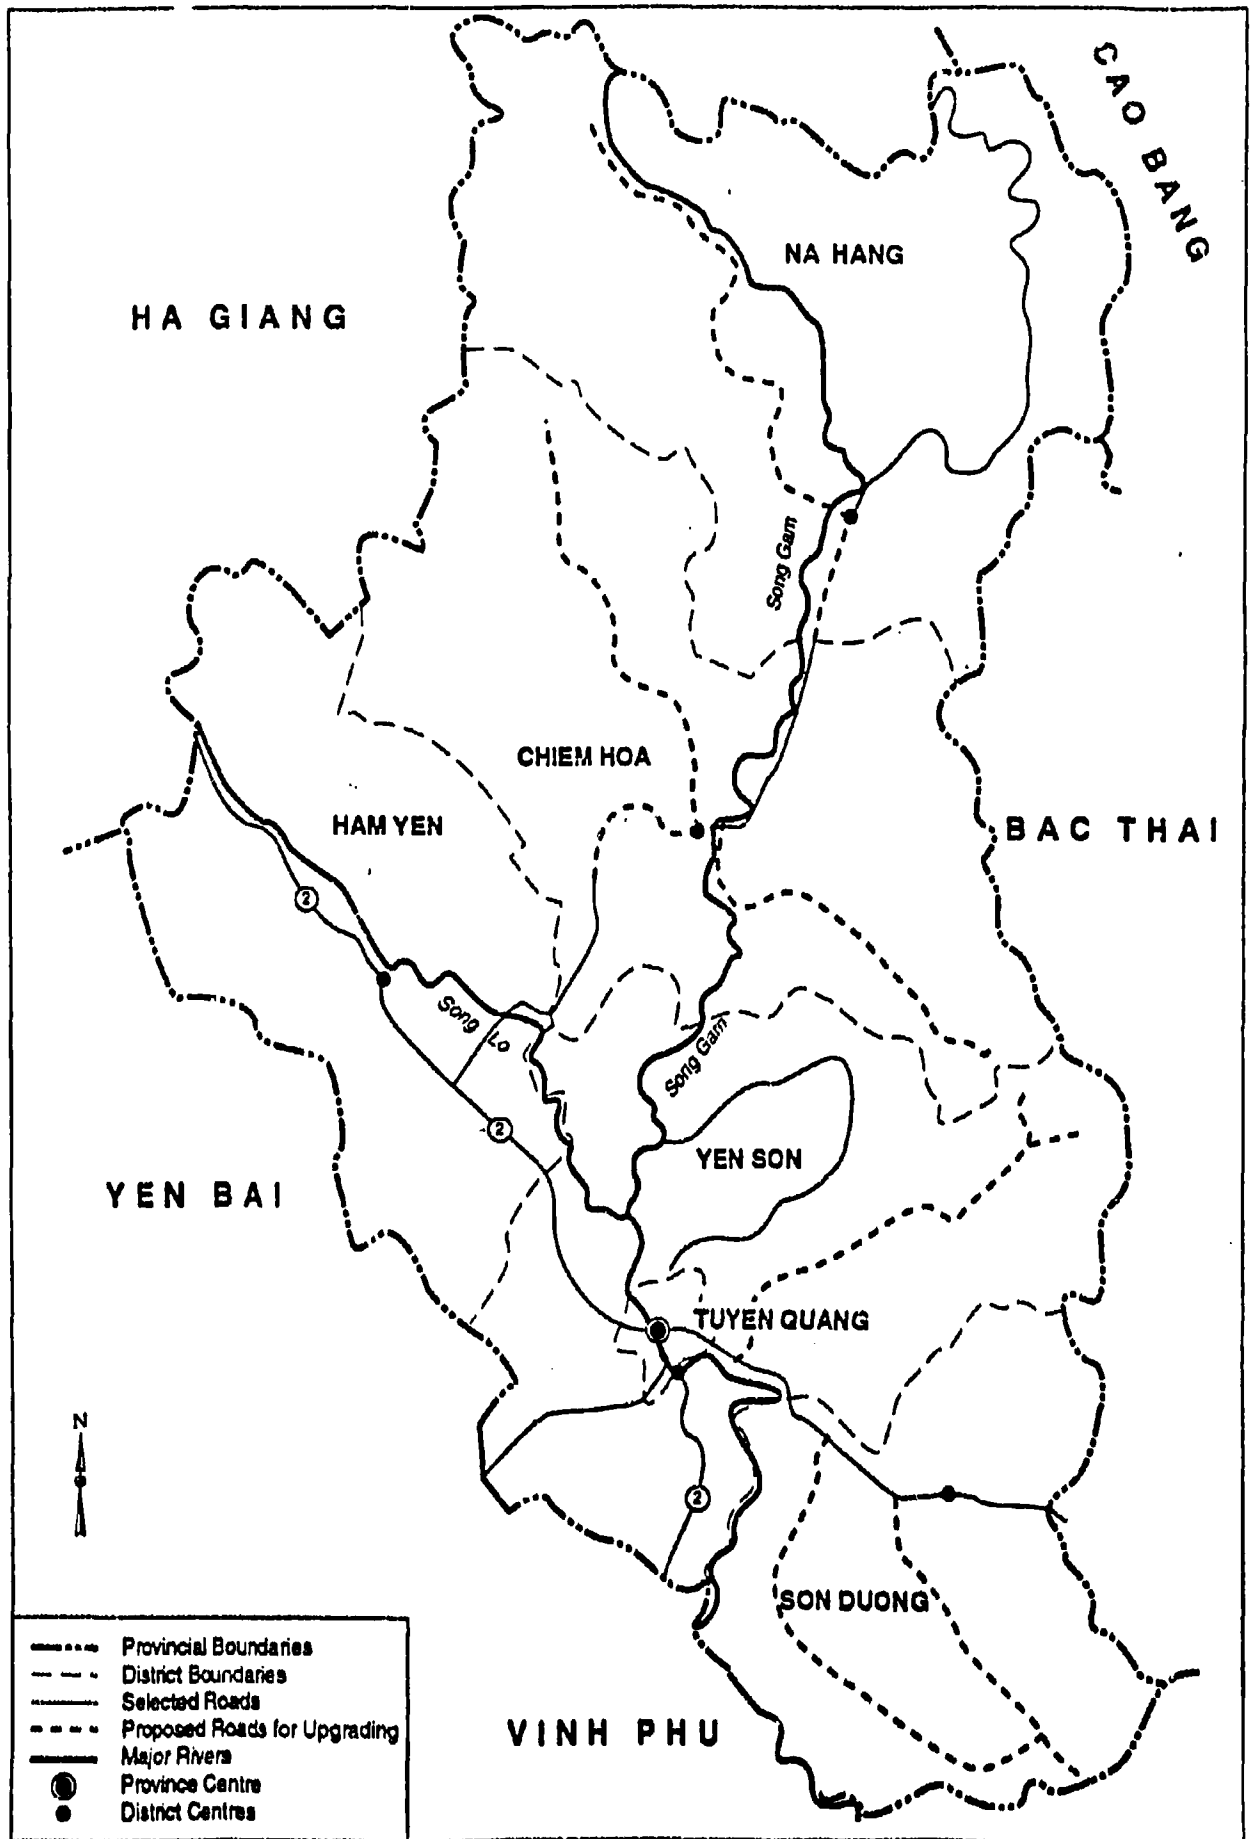 CAO BANG
NA HANG
HA GIANG
Song Gam
CHIEM HOA
HAM YEN
BAC THAI
2
Song Lo
Song Gam
2
YEN SON
YEN BAI
TUYEN QUANG
N
2
SON DUONG
VINH PHU
Provincial Boundaries
District Boundaries
Selected Roads
Proposed Roads for Upgrading
Major Rivers
Province Centre
District Centres